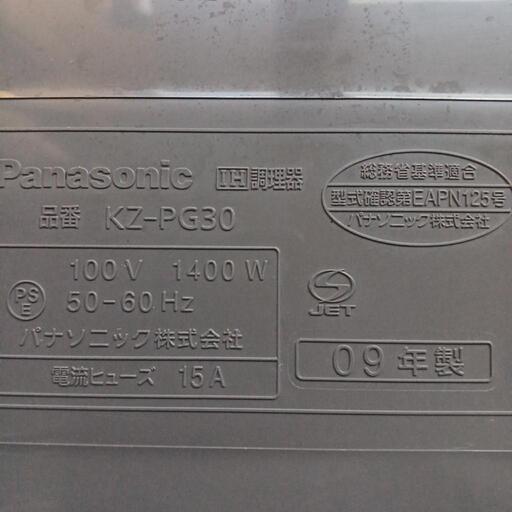 Panasonic IH調理器
品番 KZ-PG30
総務省基準適合
型式確認第EAPN125号
パナソニック株式会社
PS E
100V 1400W
50-60Hz
パナソニック株式会社
電流ヒューズ 15A
S JET
09年製